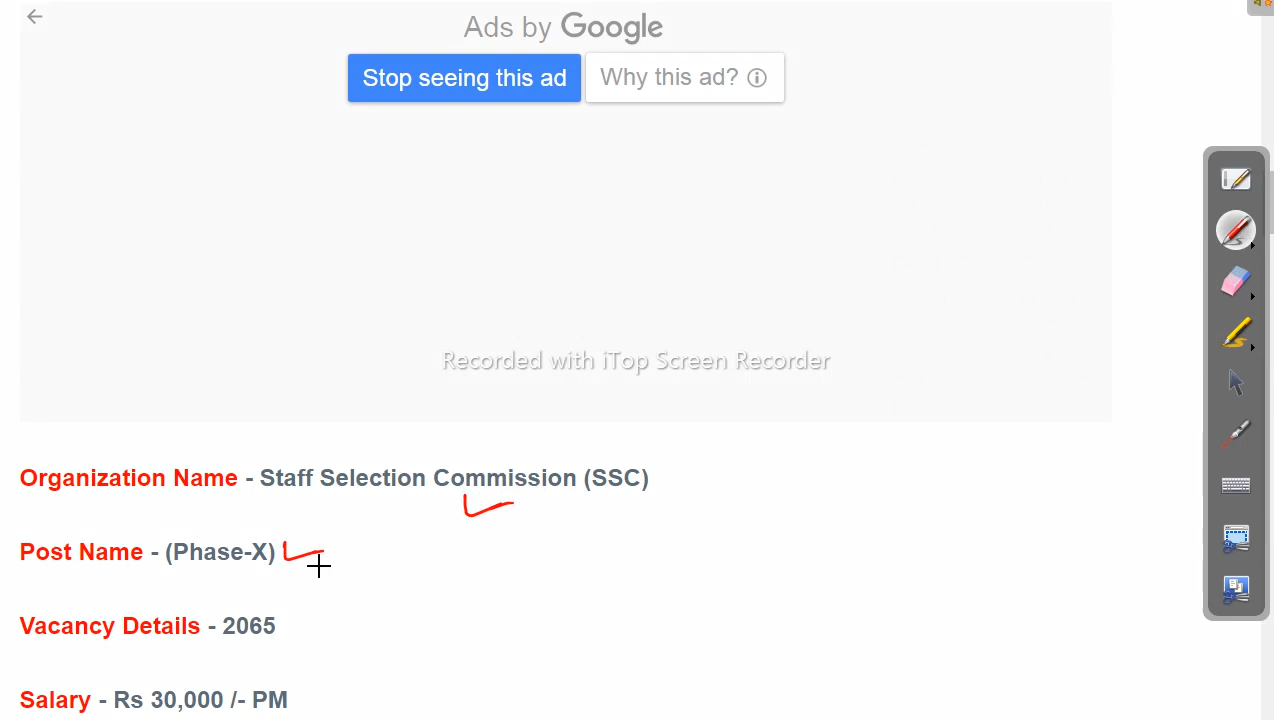 Ads by Google
Stop seeing this ad
Why this ad?
Recorded with iTop Screen Recorder
Organization Name - Staff Selection Commission (SSC)
Post Name - (Phase-X)
Vacancy Details - 2065
Salary - Rs 30,000 /- PM